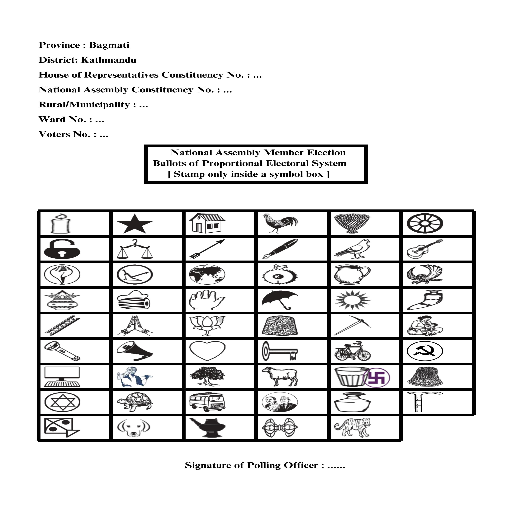 Province : Bagmati
District: Kathmandu
House of Representatives Constituency No. : ...
National Assembly Constituency No. : ...
Rural/Municipality : ...
Ward No. : ...
Voters No. : ...
National Assembly Member Election
Ballots of Proportional Electoral System
[ Stamp only inside a symbol box ]
Signature of Polling Officer : ......